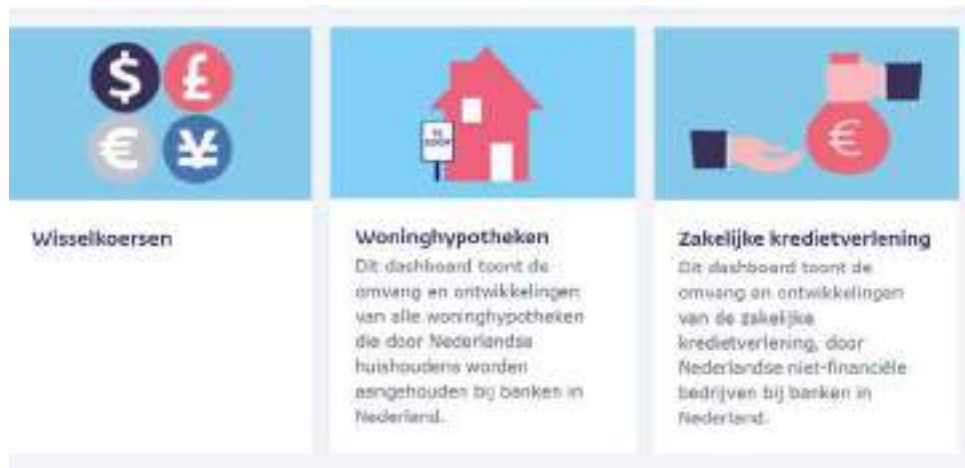 $ £
€ ¥
TE
KOOP
€
Wisselkoersen
Woninghypotheken
Dit dashboard toont de
omvang en ontwikkelingen
van alle woninghypotheken
die door Nederlandse
huishoudens worden
aangehouden bij banken in
Nederland.
Zakelijke kredietverlening
Dit dashboard toont de
omvang en ontwikkelingen
van de zakelijke
kredietverlening, door
Nederlandse niet-financiële
bedrijven bij banken in
Nederland.